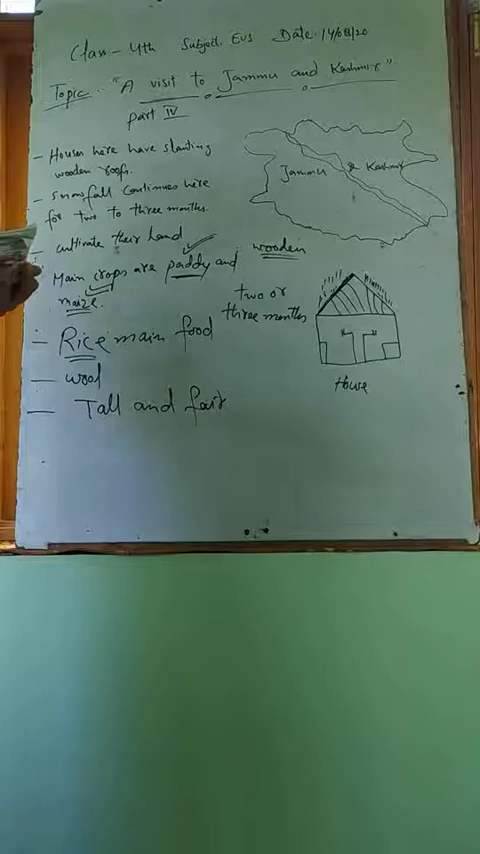 Class - 4th Subject. EVS Date: 14/08/20
Topic. "A visit to Jammu and Kashmir"
part IV
- Houses here have slanting
wooden roofs.
- Snowfall continues here
for two to three months.
- cultivate their land
wooden
- Main crops are paddy and
maize.
two or
three months
- Rice main food
- wool
- Tall and fair
Jammu & Kashmir
House